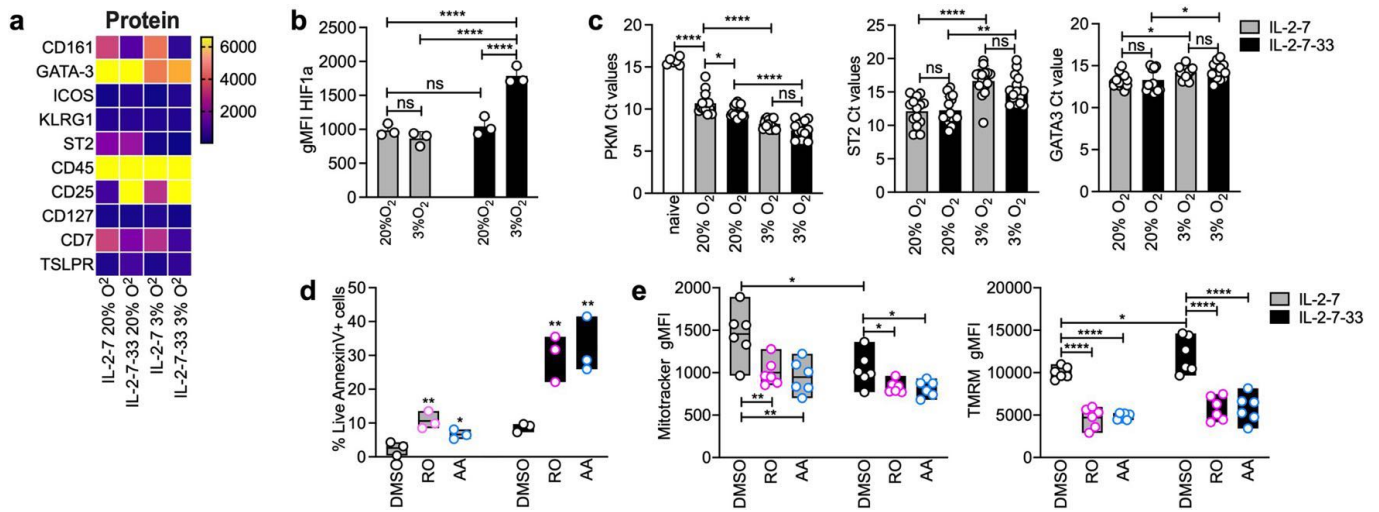 a
Protein
CD161
GATA-3
ICOS
KLRG1
ST2
CD45
CD25
CD127
CD7
TSLPR
6000
4000
2000
IL-2-7 20% O²
IL-2-7-33 20% O²
IL-2-7 3% O²
IL-2-7-33 3% O²
b
gMFI HIF1a
2500
2000
1500
1000
500
0
****
****
****
ns
ns
20%O₂
3%O₂
20%O₂
3%O₂
c
PKM Ct values
20
15
10
5
0
****
****
*
****
ns
naive
20% O₂
20% O₂
3% O₂
3% O₂
ST2 Ct values
25
20
15
10
5
0
****
**
ns
ns
20% O₂
20% O₂
3% O₂
3% O₂
GATA3 Ct value
20
15
10
5
0
*
*
ns
ns
20% O₂
20% O₂
3% O₂
3% O₂
IL-2-7
IL-2-7-33
d
% Live AnnexinV+ cells
50
40
30
20
10
0
**
*
**
**
DMSO
RO
AA
DMSO
RO
AA
e
Mitotracker gMFI
2000
1500
1000
500
0
*
**
**
*
*
DMSO
RO
AA
DMSO
RO
AA
TMRM gMFI
20000
15000
10000
5000
0
*
****
****
****
****
DMSO
RO
AA
DMSO
RO
AA
IL-2-7
IL-2-7-33